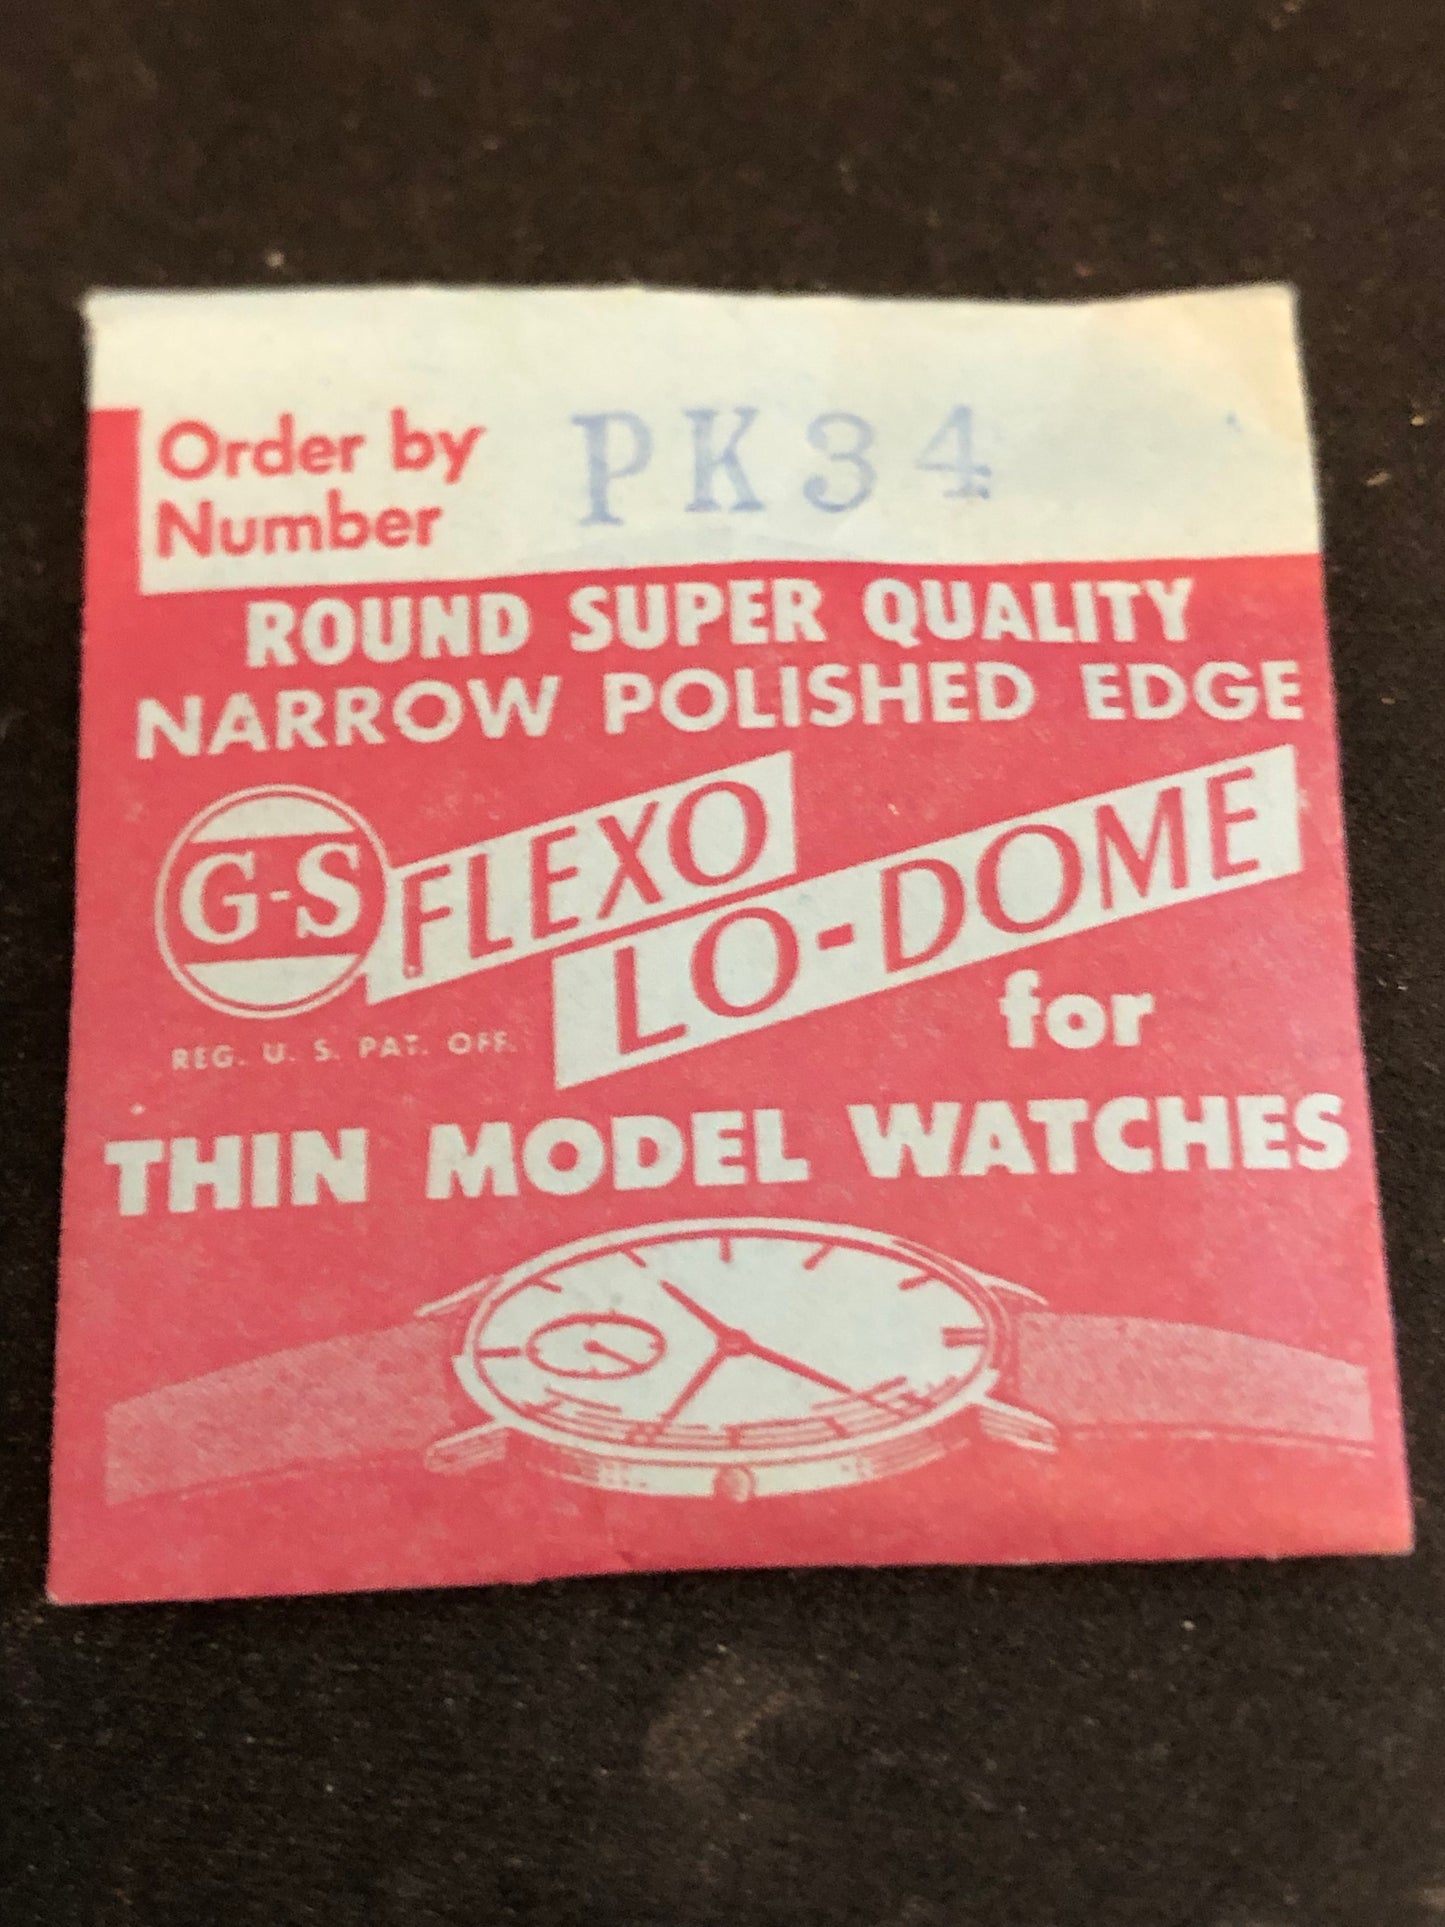 Order by PK34
Number
ROUND SUPER QUALITY
NARROW POLISHED EDGE
G-S FLEXO
LO-DOME
REG. U. S. PAT. OFF.
for
THIN MODEL WATCHES